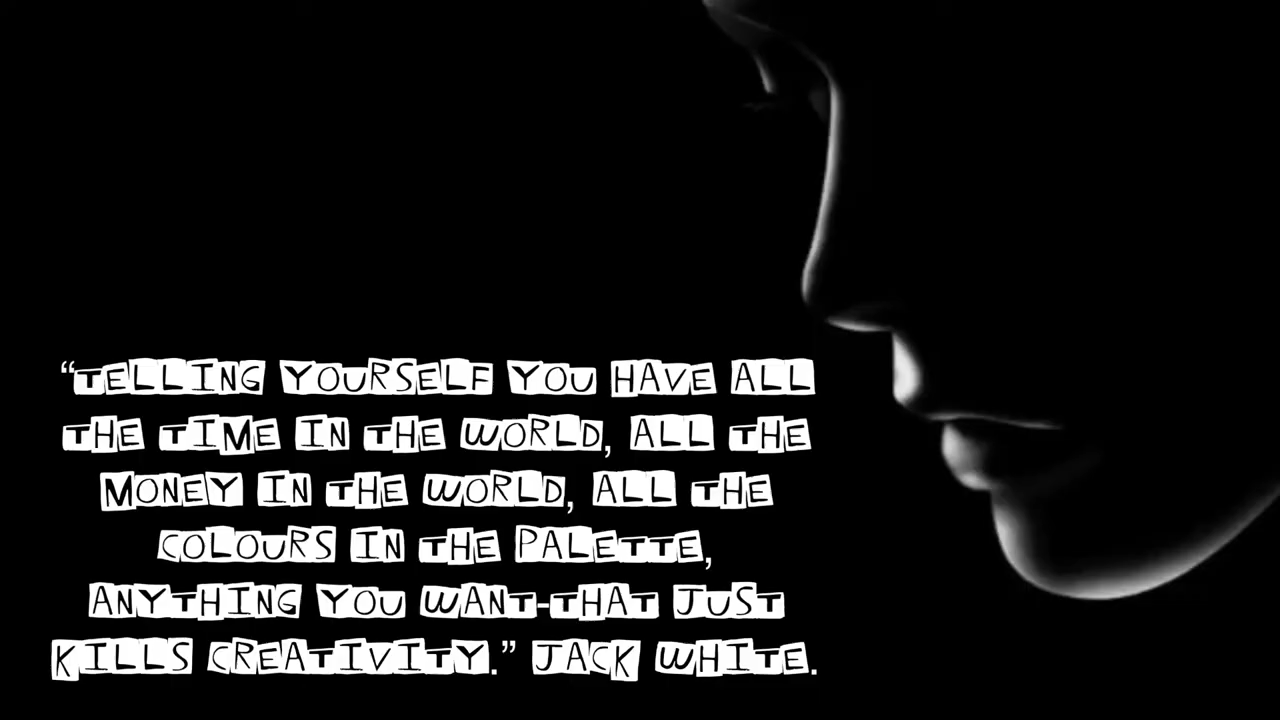 “TELLING YOURSELF YOU HAVE ALL
THE TIME IN THE WORLD, ALL THE
MONEY IN THE WORLD, ALL THE
COLOURS IN THE PALETTE,
ANYTHING YOU WANT-THAT JUST
KILLS CREATIVITY.” JACK WHITE.